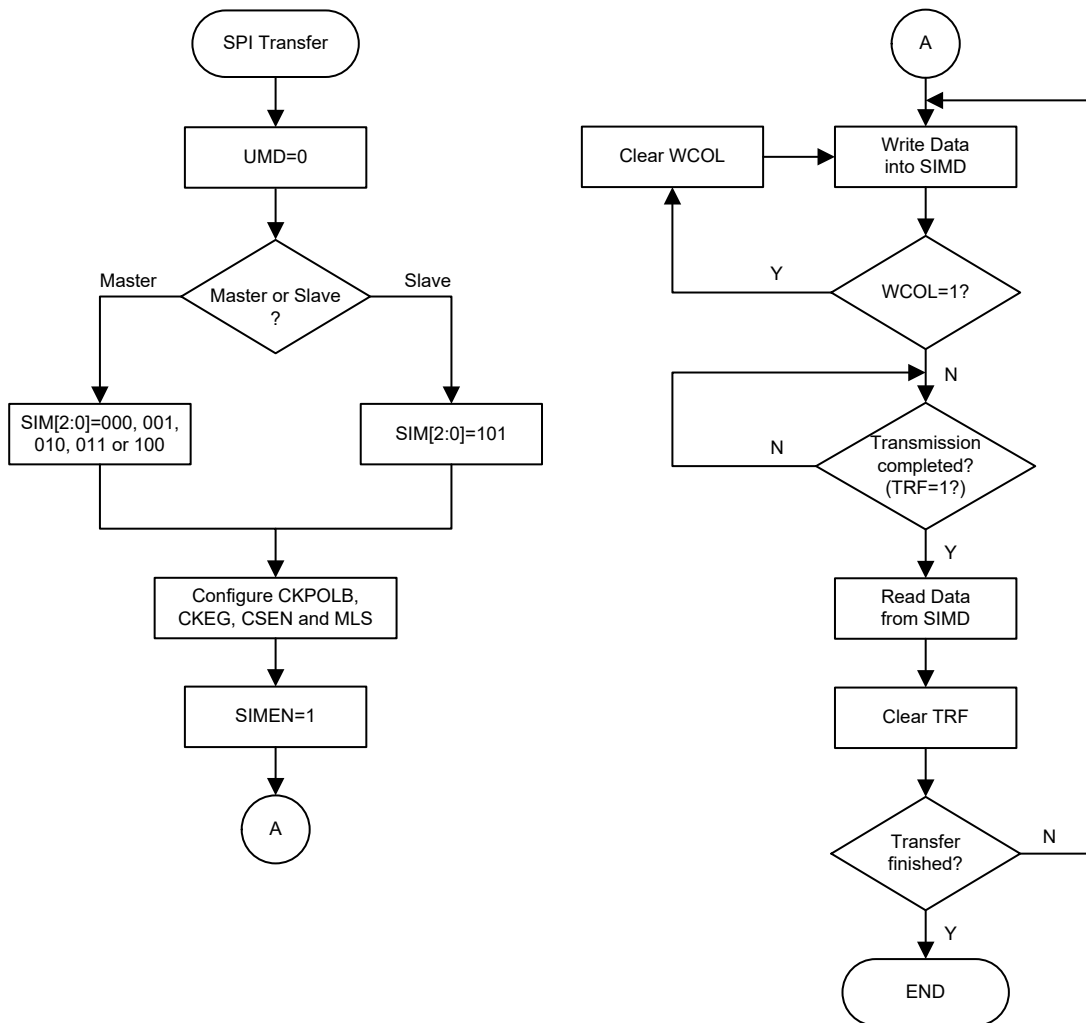 SPI Transfer
UMD=0
Master
Slave
Master or Slave
?
SIM[2:0]=000, 001,
010, 011 or 100
SIM[2:0]=101
Configure CKPOLB,
CKEG, CSEN and MLS
SIMEN=1
A
A
Clear WCOL
Write Data
into SIMD
Y
WCOL=1?
N
Transmission
completed?
(TRF=1?)
N
Y
Read Data
from SIMD
Clear TRF
Transfer
finished?
N
Y
END